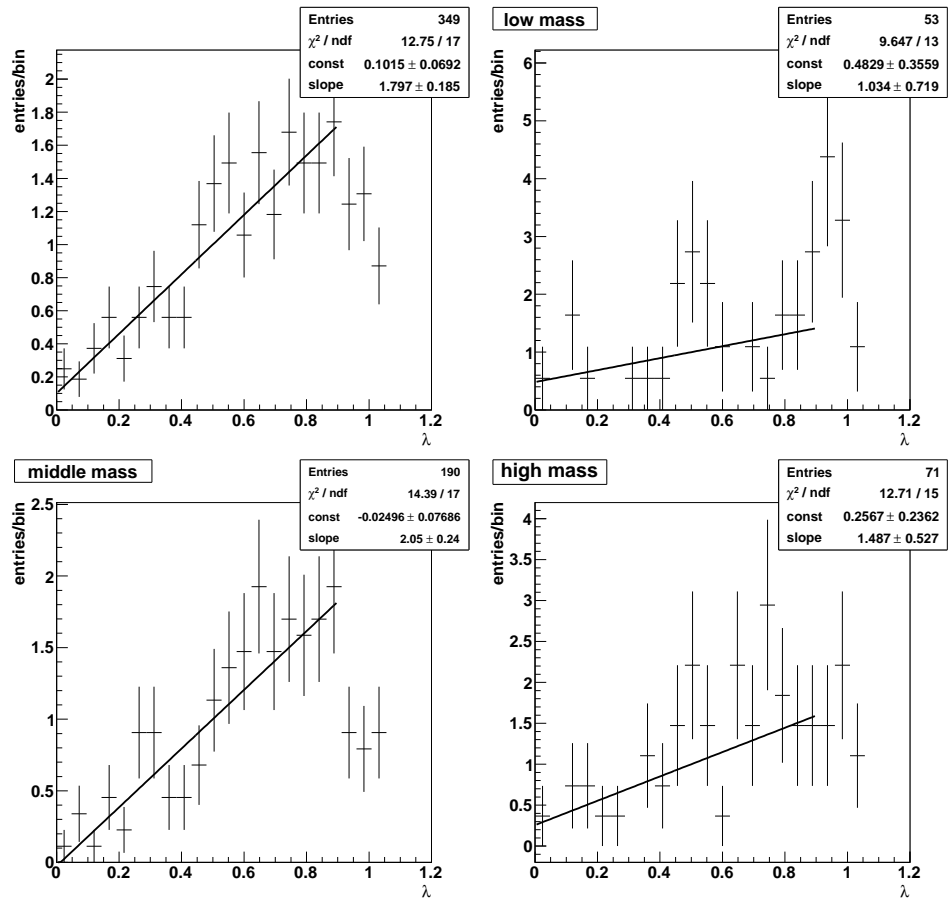 Entries 349
χ² / ndf 12.75 / 17
const 0.1015 ± 0.0692
slope 1.797 ± 0.185
entries/bin
2
1.8
1.6
1.4
1.2
1
0.8
0.6
0.4
0.2
0
0 0.2 0.4 0.6 0.8 1 1.2
λ
low mass
Entries 53
χ² / ndf 9.647 / 13
const 0.4829 ± 0.3559
slope 1.034 ± 0.719
entries/bin
6
5
4
3
2
1
0
0 0.2 0.4 0.6 0.8 1 1.2
λ
middle mass
Entries 190
χ² / ndf 14.39 / 17
const -0.02496 ± 0.07686
slope 2.05 ± 0.24
entries/bin
2.5
2
1.5
1
0.5
0
0 0.2 0.4 0.6 0.8 1 1.2
λ
high mass
Entries 71
χ² / ndf 12.71 / 15
const 0.2567 ± 0.2362
slope 1.487 ± 0.527
entries/bin
4
3.5
3
2.5
2
1.5
1
0.5
0
0 0.2 0.4 0.6 0.8 1 1.2
λ